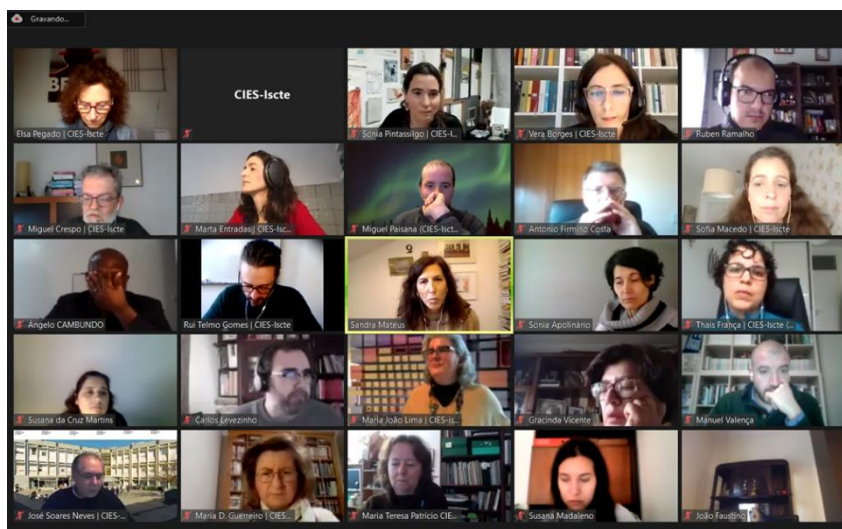 Gravando...
Elsa Pegado | CIES-Iscte
CIES-Iscte
Sónia Pintassilgo | CIES-I...
Vera Borges | CIES-Iscte
Ruben Ramalho
Miguel Crespo | CIES-Iscte
Marta Entradas| CIES-Isc...
Miguel Paisana | CIES-Isct...
António Firmino Costa
Sofia Macedo | CIES-Iscte
Ângelo CAMBUNDO
Rui Telmo Gomes | CIES-Iscte
Sandra Mateus
Sónia Apolinário
Thais França | CIES-Iscte (...
Susana da Cruz Martins
Carlos Levezinho
Maria João Lima | CIES-Is...
Gracinda Vicente
Manuel Valença
José Soares Neves | CIES-...
Maria D. Guerreiro | CIES...
Maria Teresa Patrício CIE...
Susana Madaleno
João Faustino